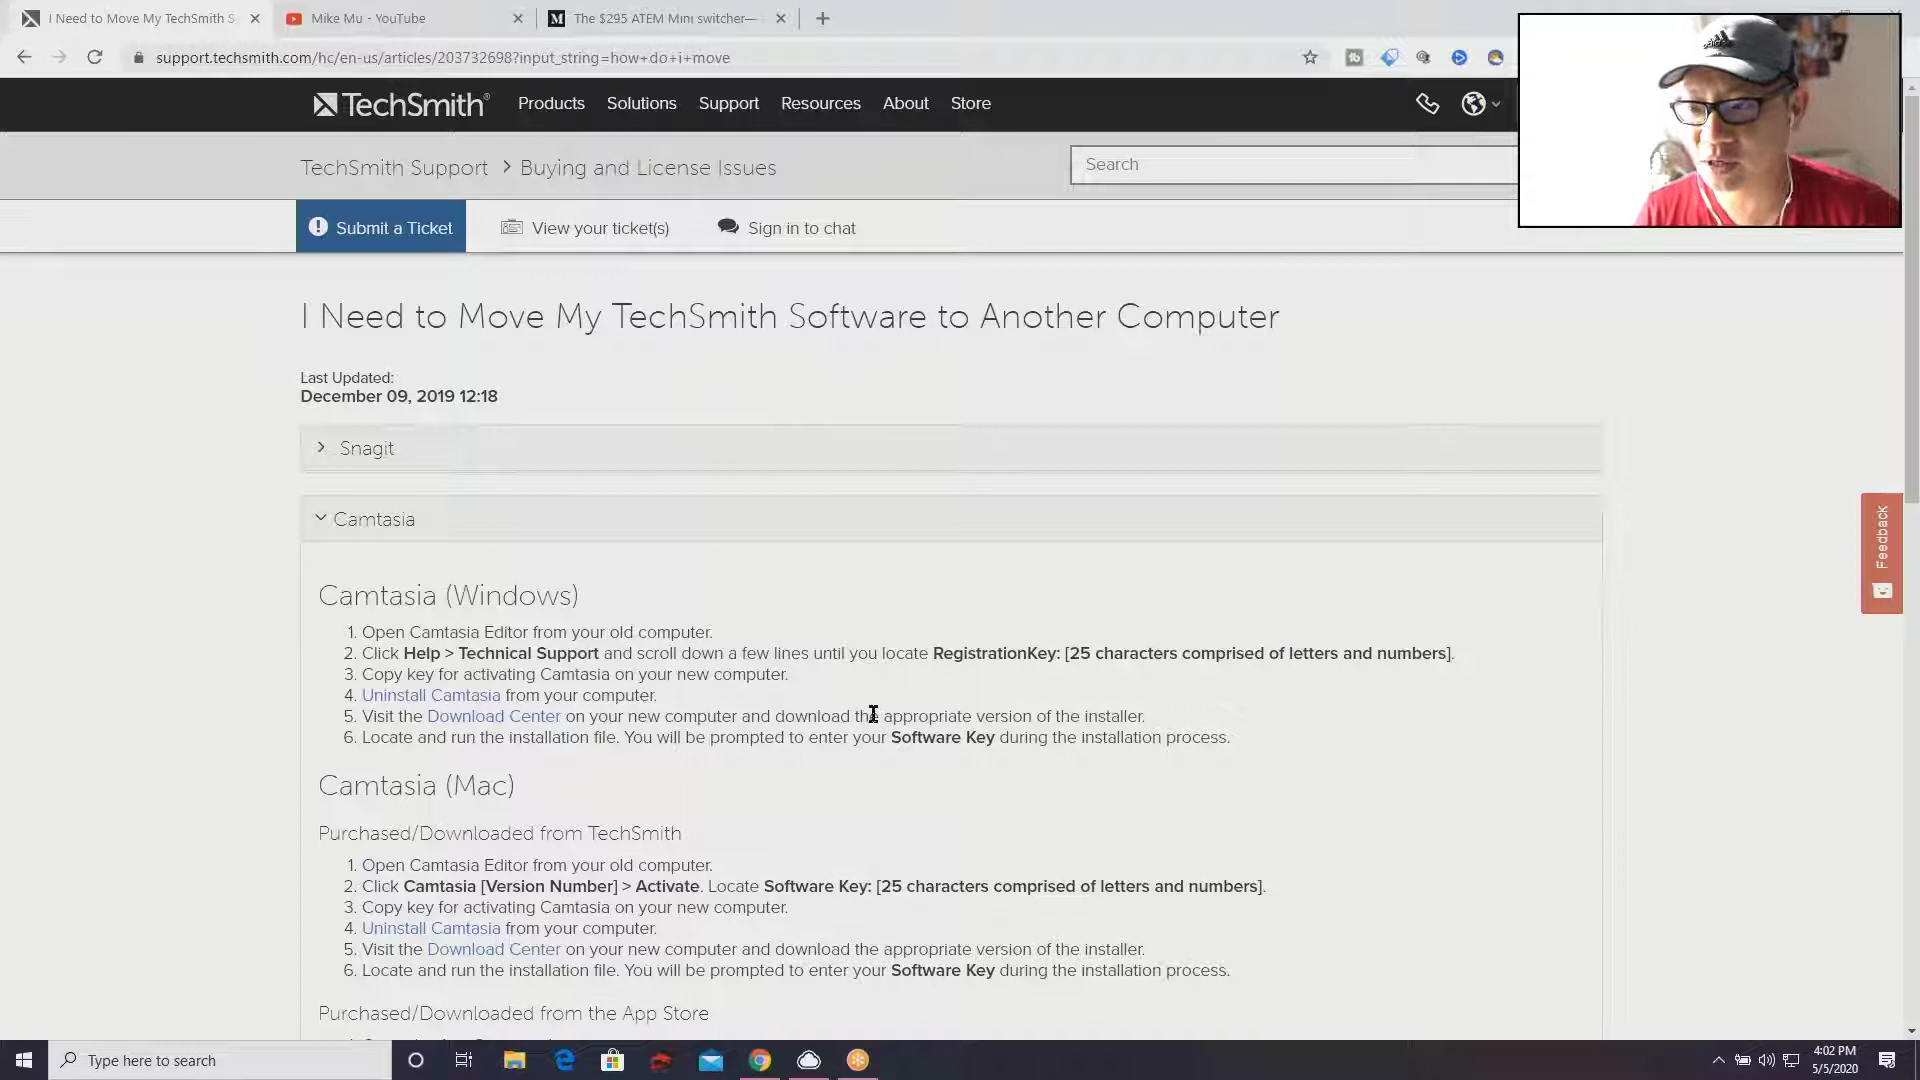 I Need to Move My TechSmith S
Mike Mu - YouTube
The $295 ATEM Mini switcher—
support.techsmith.com/hc/en-us/articles/203732698?input_string=how+do+i+move
TechSmith®
Products
Solutions
Support
Resources
About
Store
TechSmith Support > Buying and License Issues
Search
Submit a Ticket
View your ticket(s)
Sign in to chat
I Need to Move My TechSmith Software to Another Computer
Last Updated:
December 09, 2019 12:18
Snagit
Camtasia
Feedback
Camtasia (Windows)
1. Open Camtasia Editor from your old computer.
2. Click Help > Technical Support and scroll down a few lines until you locate RegistrationKey: [25 characters comprised of letters and numbers].
3. Copy key for activating Camtasia on your new computer.
4. Uninstall Camtasia from your computer.
5. Visit the Download Center on your new computer and download the appropriate version of the installer.
6. Locate and run the installation file. You will be prompted to enter your Software Key during the installation process.
Camtasia (Mac)
Purchased/Downloaded from TechSmith
1. Open Camtasia Editor from your old computer.
2. Click Camtasia [Version Number] > Activate. Locate Software Key: [25 characters comprised of letters and numbers].
3. Copy key for activating Camtasia on your new computer.
4. Uninstall Camtasia from your computer.
5. Visit the Download Center on your new computer and download the appropriate version of the installer.
6. Locate and run the installation file. You will be prompted to enter your Software Key during the installation process.
Purchased/Downloaded from the App Store
Type here to search
4:02 PM
5/5/2020